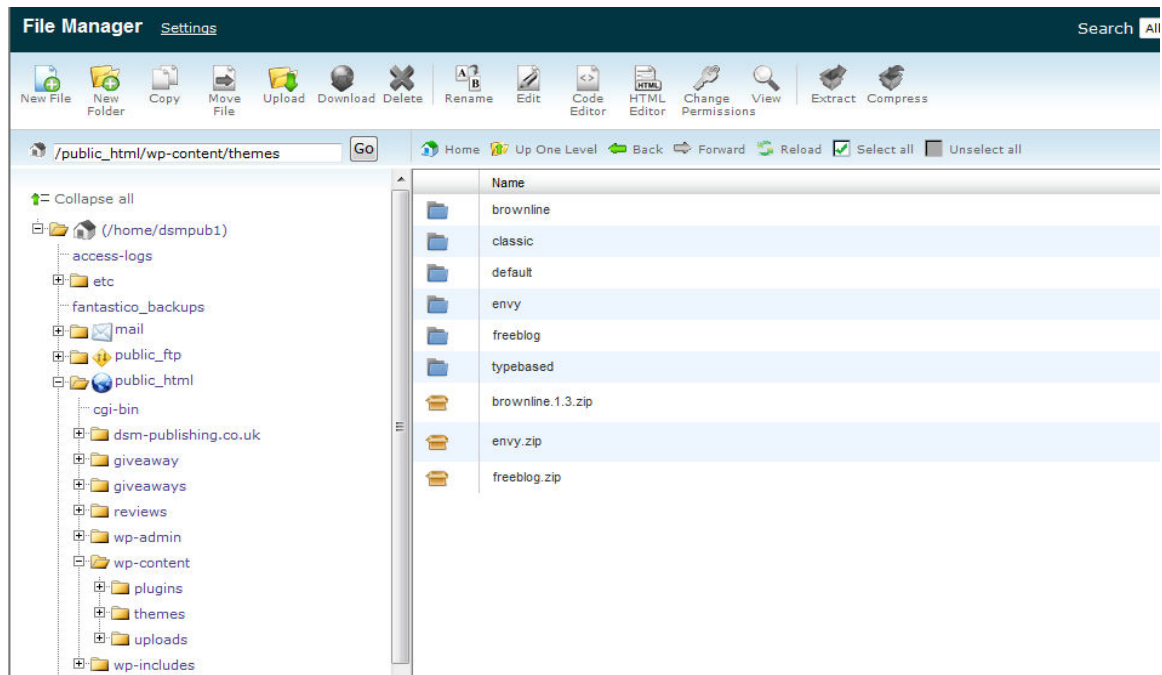 File Manager Settings
Search All
New File
New Folder
Copy
Move File
Upload
Download
Delete
Rename
Edit
Code Editor
HTML Editor
Change Permissions
View
Extract
Compress
/public_html/wp-content/themes Go
Home Up One Level Back Forward Reload Select all Unselect all
Collapse all
(/home/dsmpub1)
access-logs
etc
fantastico_backups
mail
public_ftp
public_html
cgi-bin
dsm-publishing.co.uk
giveaway
giveaways
reviews
wp-admin
wp-content
plugins
themes
uploads
wp-includes
Name
brownline
classic
default
envy
freeblog
typebased
brownline.1.3.zip
envy.zip
freeblog.zip